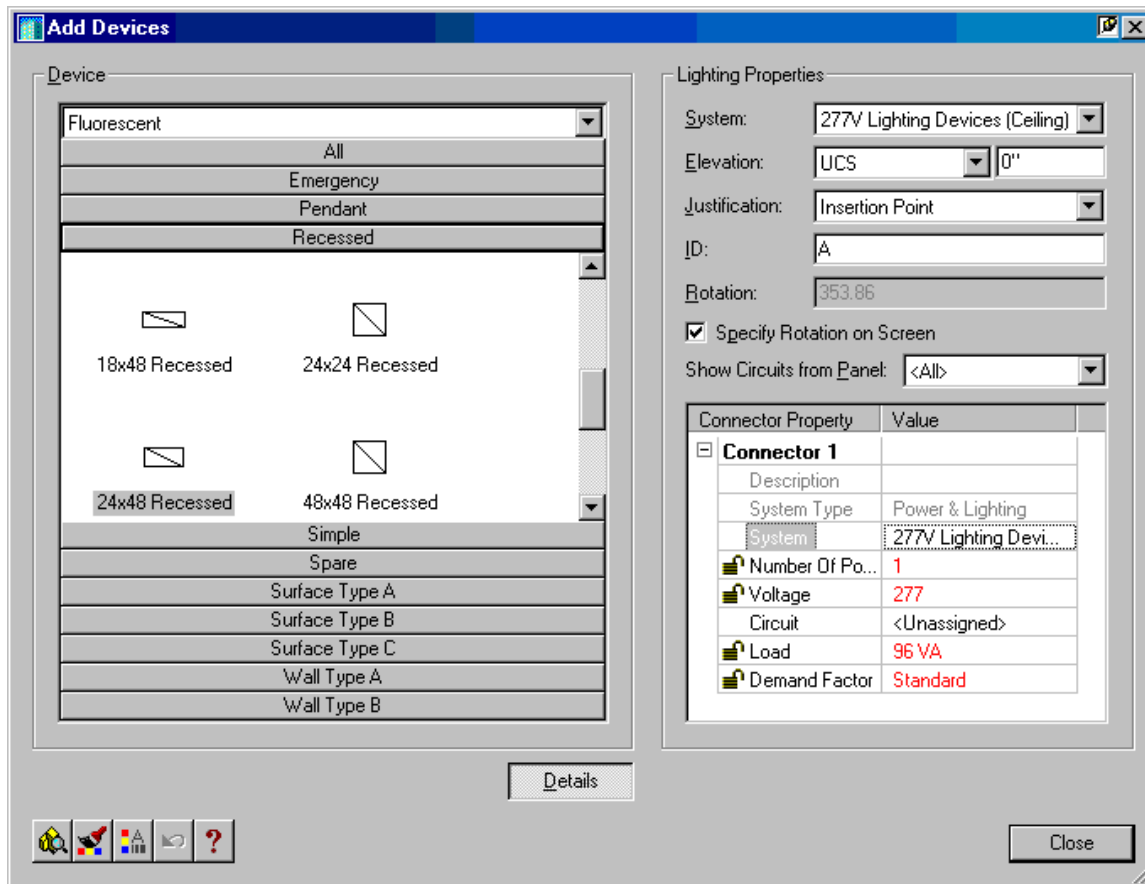 Add Devices
Device
Fluorescent
All
Emergency
Pendant
Recessed
18x48 Recessed
24x24 Recessed
24x48 Recessed
48x48 Recessed
Simple
Spare
Surface Type A
Surface Type B
Surface Type C
Wall Type A
Wall Type B
Details
Lighting Properties
System: 277V Lighting Devices (Ceiling)
Elevation: UCS 0"
Justification: Insertion Point
ID: A
Rotation: 353.86
Specify Rotation on Screen
Show Circuits from Panel: <All>
Connector Property Value
Connector 1
Description
System Type Power & Lighting
System 277V Lighting Devi...
Number Of Po... 1
Voltage 277
Circuit <Unassigned>
Load 96 VA
Demand Factor Standard
Close